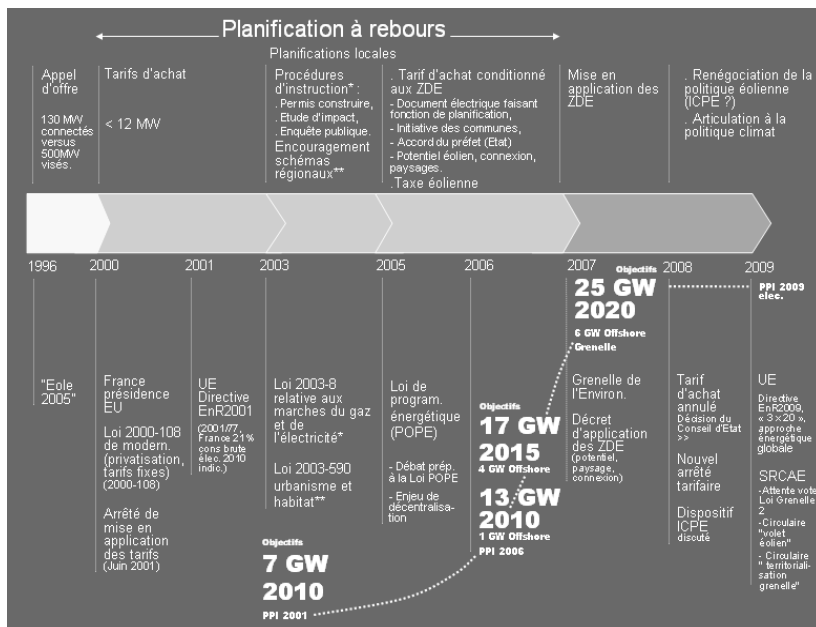 Planification à rebours
Planifications locales
Appel
d'offre
130 MW
connectés
versus
500MW
visés.
Tarifs d'achat
< 12 MW
Procédures
d'instruction* :
. Permis construire,
. Etude d'impact,
. Enquête publique.
Encouragement
schémas
régionaux**
. Tarif d'achat conditionné
aux ZDE
- Document électrique faisant
fonction de planification,
- Initiative des communes,
- Accord du préfet (Etat)
- Potentiel éolien, connexion,
paysages.
.Taxe éolienne
Mise en
application des
ZDE
. Renégociation de la
politique éolienne
(ICPE ?)
. Articulation à la
politique climat
1996
2000
2001
2003
2005
2006
2007
2008
2009
"Eole
2005"
France
présidence
EU
Loi 2000-108
de modern.
(privatisation,
tarifs fixes)
(2000-108)
Arrêté de
mise en
application
des tarifs
(Juin 2001)
UE
Directive
EnR2001
(2001/77,
France 21%
cons brute
élec. 2010
indic.)
Loi 2003-8
relative aux
marches du gaz
et de
l'électricité*
Loi 2003-590
urbanisme et
habitat**
Objectifs
7 GW
2010
PPI 2001
Loi de
program.
énergétique
(POPE)
- Débat prép.
à la Loi POPE
- Enjeu de
décentralisa-
tion
Objectifs
17 GW
2015
4 GW Offshore
13 GW
2010
1 GW Offshore
PPI 2006
Objectifs
25 GW
2020
6 GW Offshore
Grenelle
Grenelle de
l'Environ.
Décret
d'application
des ZDE
(potentiel,
paysage,
connexion)
Tarif
d'achat
annulé
Décision du
Conseil d'Etat
>>
Nouvel
arrêté
tarifaire
Dispositif
ICPE
discuté
PPI 2009
elec.
UE
Directive
EnR2009,
« 3 × 20 »,
approche
énergétique
globale
SRCAE
-Attente vote
Loi Grenelle
2
-Circulaire
"volet
éolien"
- Circulaire
" territoriali-
sation
grenelle"